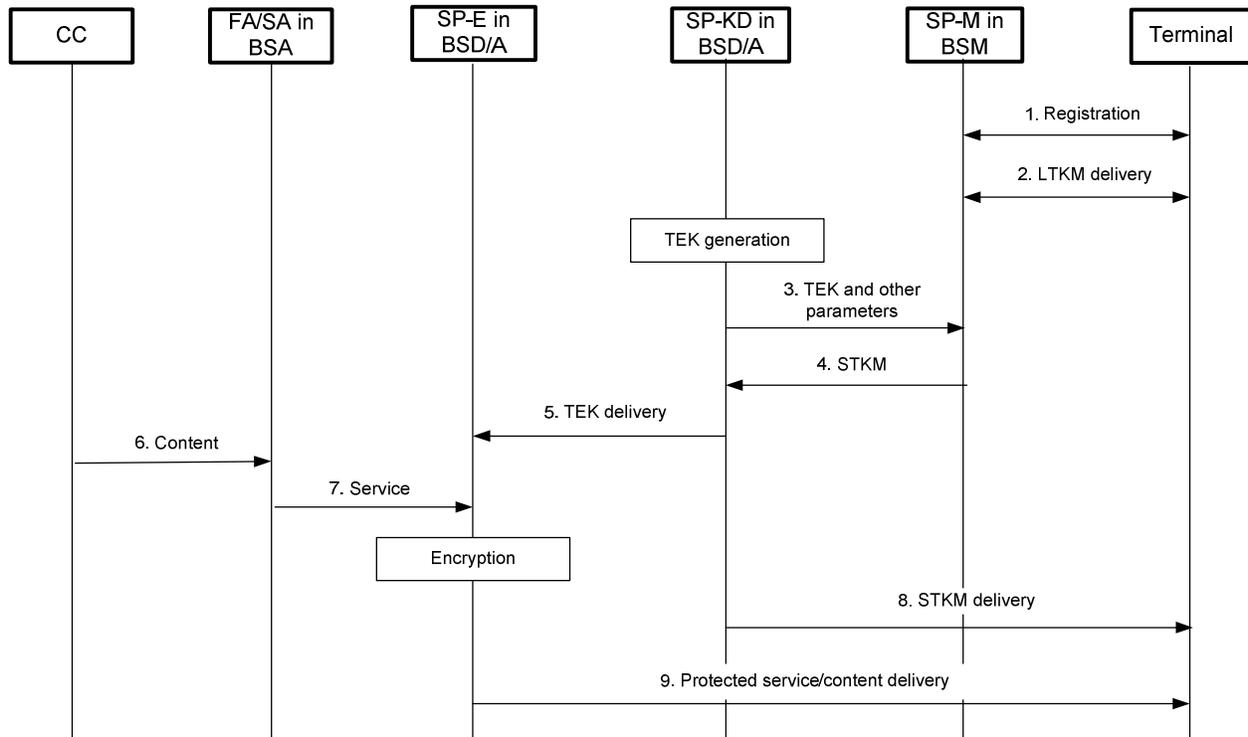 CC
FA/SA in
BSA
SP-E in
BSD/A
SP-KD in
BSD/A
SP-M in
BSM
Terminal
1. Registration
2. LTKM delivery
TEK generation
3. TEK and other
parameters
4. STKM
5. TEK delivery
6. Content
7. Service
Encryption
8. STKM delivery
9. Protected service/content delivery